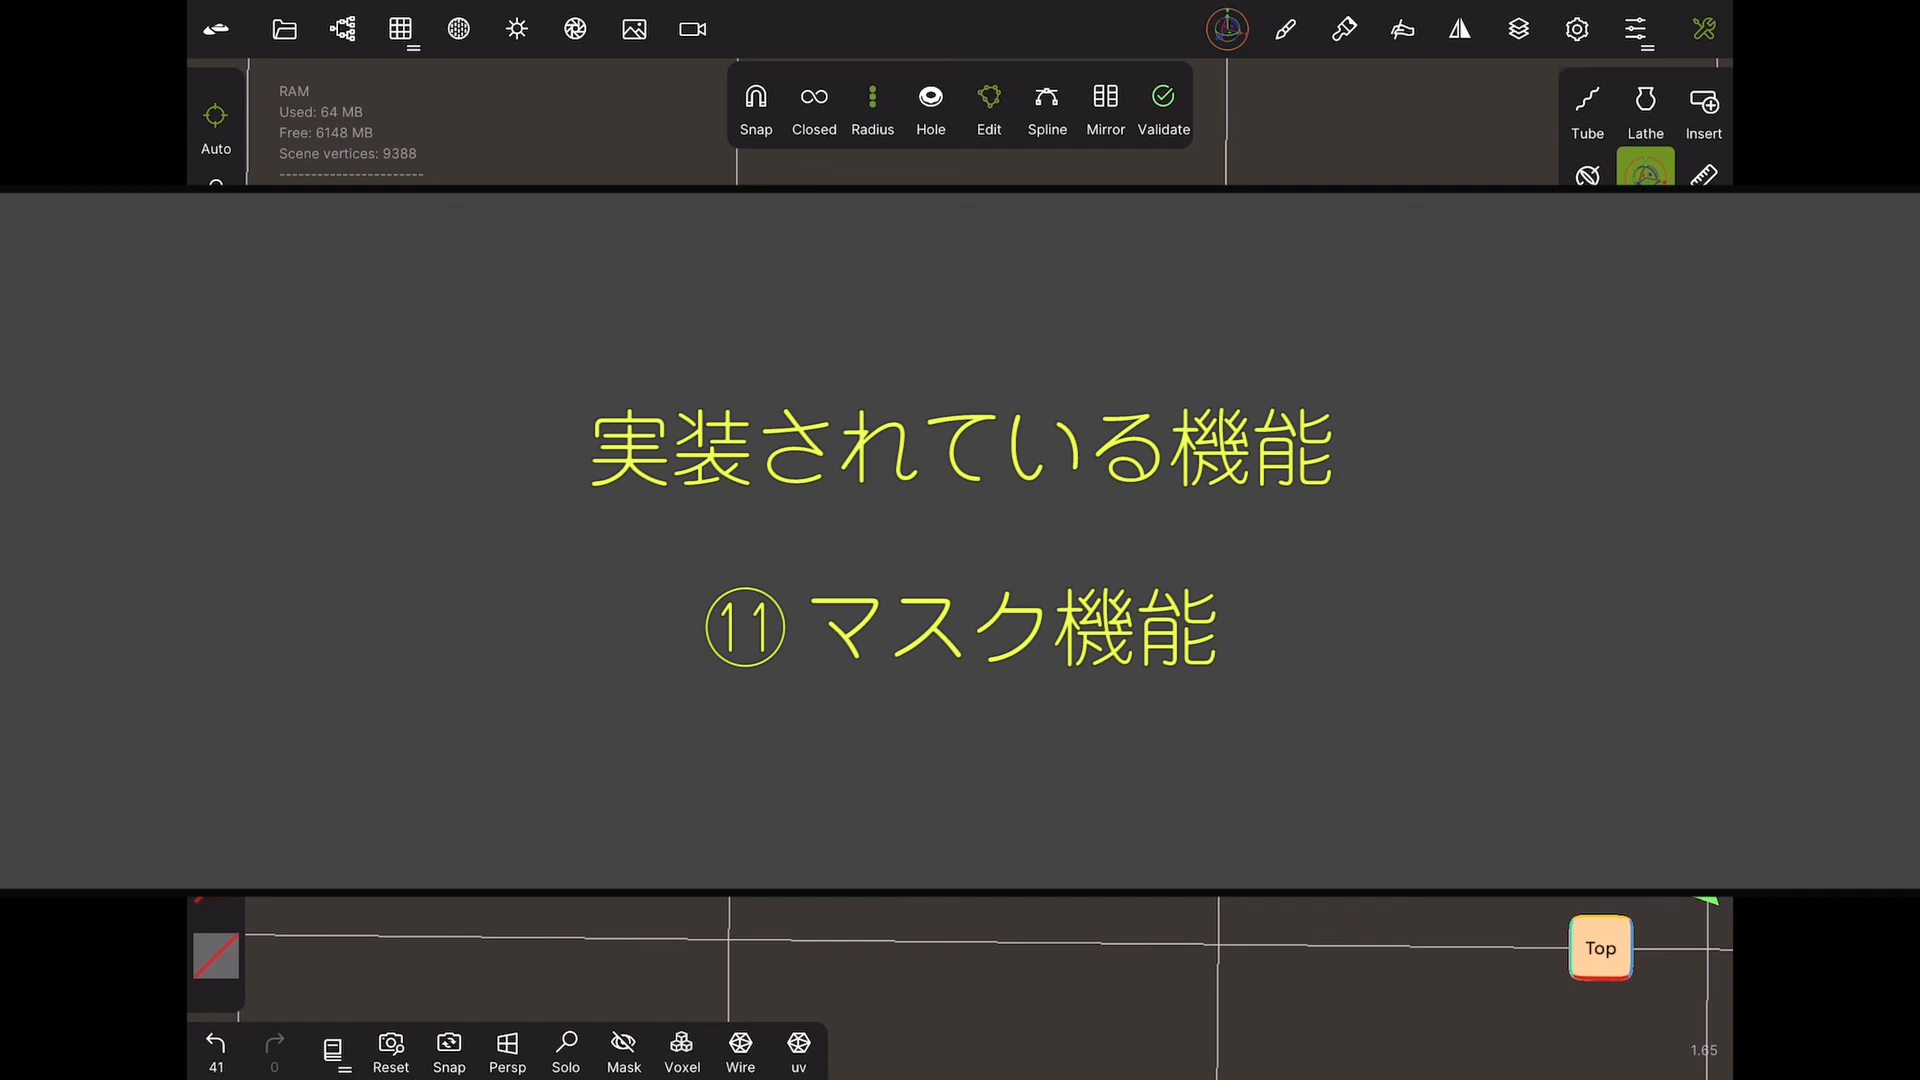 RAM
Used: 64 MB
Free: 6148 MB
Scene vertices: 9388
------------------------
Auto
Snap Closed Radius Hole Edit Spline Mirror Validate
Tube Lathe Insert
実装されている機能
⑪ マスク機能
Top
1.65
41 0 Reset Snap Persp Solo Mask Voxel Wire uv